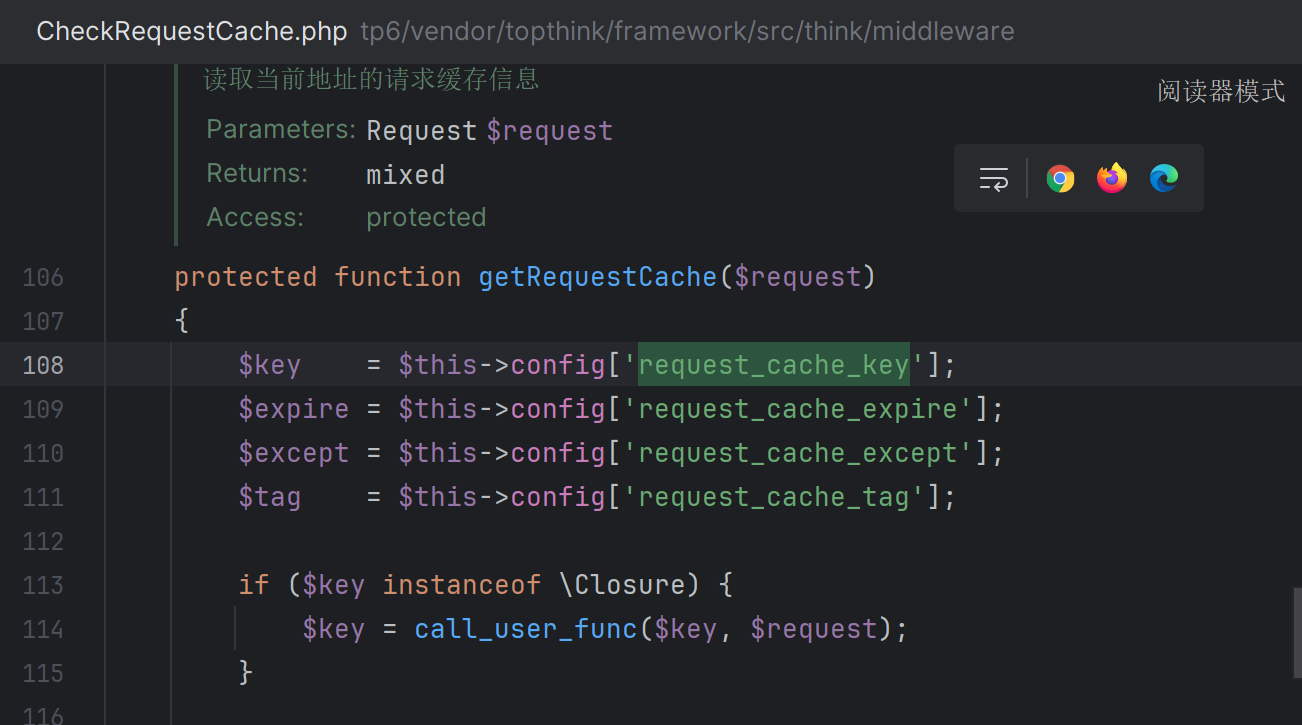 CheckRequestCache.php tp6/vendor/topthink/framework/src/think/middleware
读取当前地址的请求缓存信息
阅读器模式
Parameters: Request $request
Returns: mixed
Access: protected
106 protected function getRequestCache($request)
107 {
108 $key = $this->config['request_cache_key'];
109 $expire = $this->config['request_cache_expire'];
110 $except = $this->config['request_cache_except'];
111 $tag = $this->config['request_cache_tag'];
112
113 if ($key instanceof \Closure) {
114 $key = call_user_func($key, $request);
115 }
116